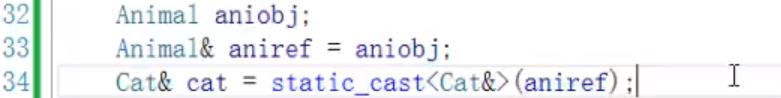 32 Animal aniobj;
33 Animal& aniref = aniobj;
34 Cat& cat = static_cast<Cat&>(aniref);